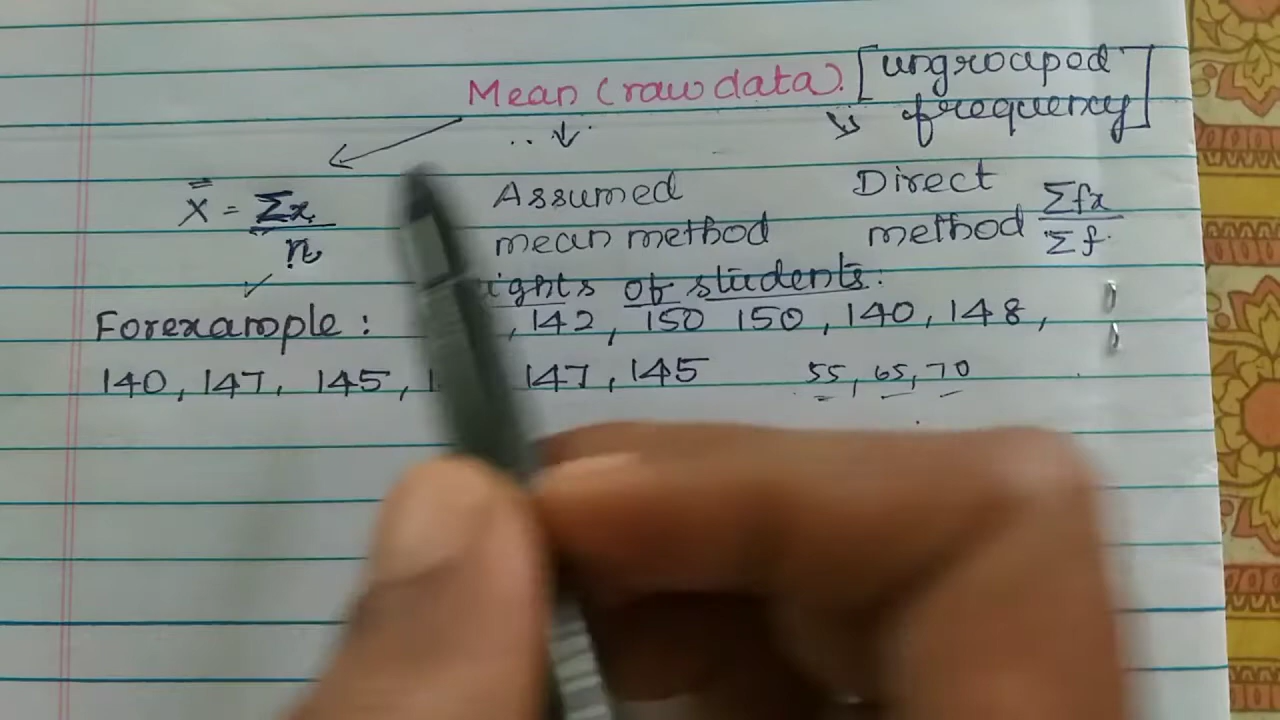 Mean (raw data). [ungrouped
frequency]
x̄ = Σx/n
Assumed
mean method
Direct
method Σfx/Σf
of students:
For example : , 142, 150 150, 140, 148,
140, 147, 145, 147, 145
55, 65, 70